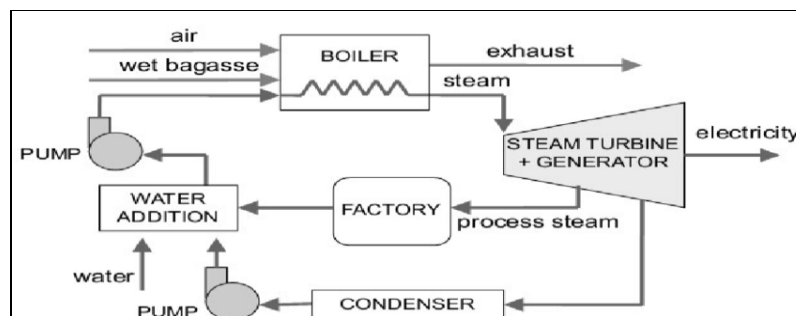 air
BOILER
exhaust
wet bagasse
steam
STEAM TURBINE
+ GENERATOR
electricity
PUMP
WATER
ADDITION
FACTORY
process steam
water
PUMP
CONDENSER